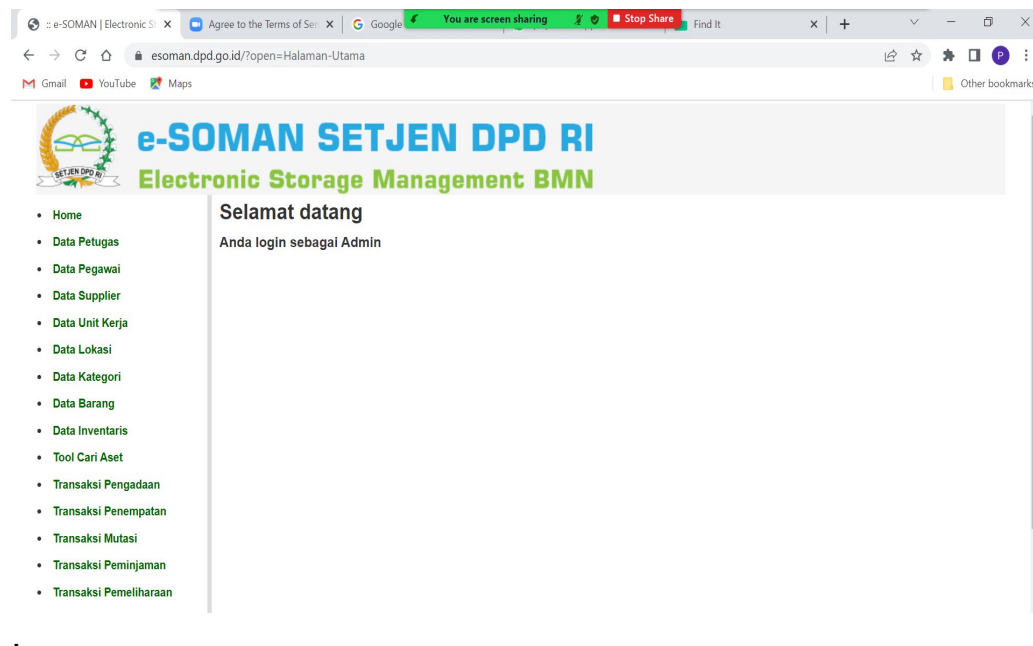 :: e-SOMAN | Electronic S
Agree to the Terms of Ser
Google
You are screen sharing
Stop Share
Find It
esoman.dpd.go.id/?open=Halaman-Utama
P
Gmail
YouTube
Maps
Other bookmarks
SETJEN DPD RI
e-SOMAN SETJEN DPD RI
Electronic Storage Management BMN
Home
Data Petugas
Data Pegawai
Data Supplier
Data Unit Kerja
Data Lokasi
Data Kategori
Data Barang
Data Inventaris
Tool Cari Aset
Transaksi Pengadaan
Transaksi Penempatan
Transaksi Mutasi
Transaksi Peminjaman
Transaksi Pemeliharaan
Selamat datang
Anda login sebagai Admin